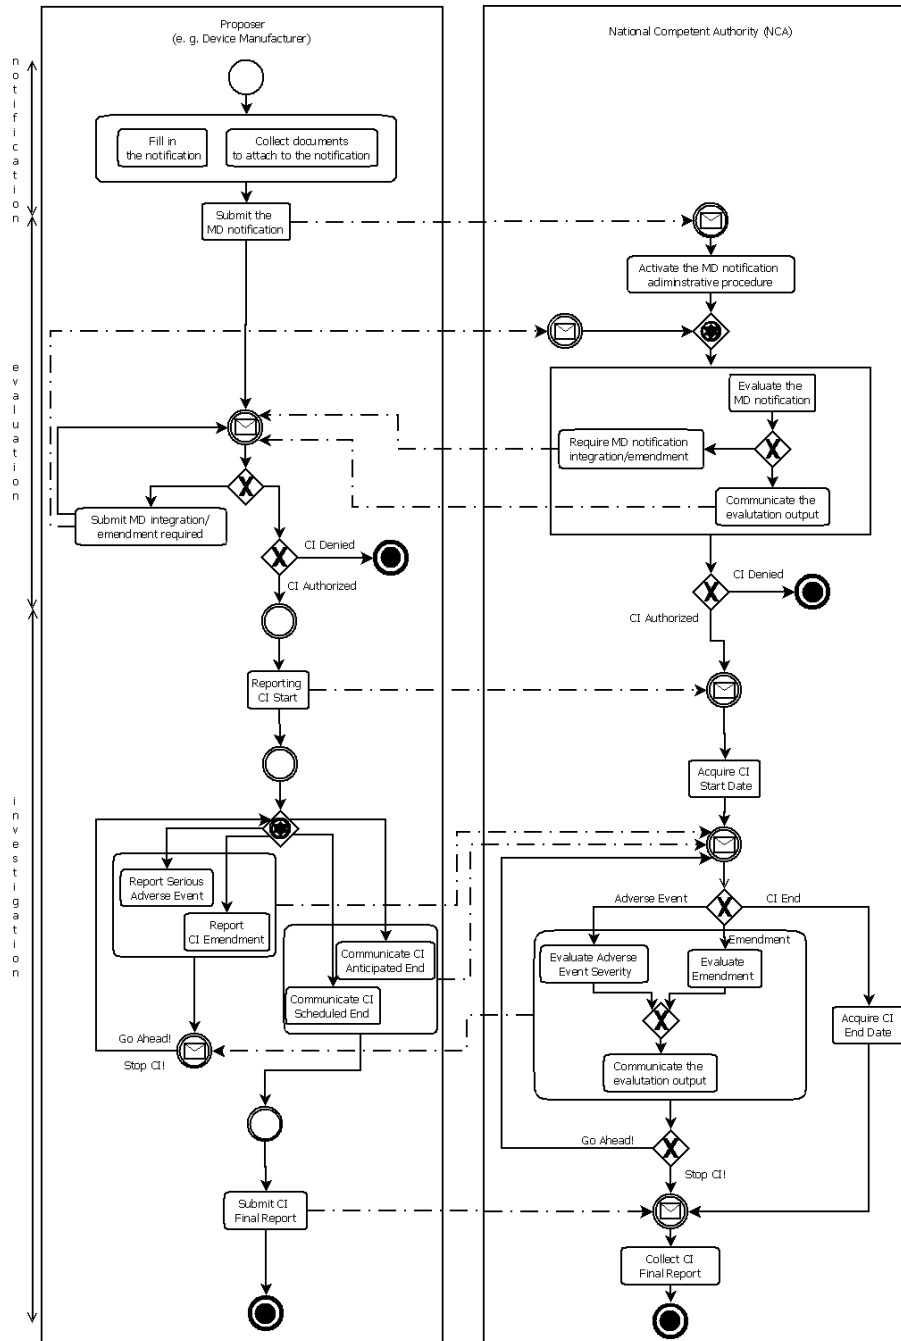 Proposer
(e. g. Device Manufacturer)
National Competent Authority (NCA)
notification
Fill in
the notification
Collect documents
to attach to the notification
Submit the
MD notification
Activate the MD notification
adiminstrative procedure
evaluation
Evaluate the
MD notification
Require MD notification
integration/emendment
Communicate the
evalutation output
Submit MD integration/
emendment required
CI Denied
CI Authorized
CI Denied
CI Authorized
Reporting
CI Start
Acquire CI
Start Date
investigation
Report Serious
Adverse Event
Report
CI Emendment
Communicate CI
Anticipated End
Communicate CI
Scheduled End
Adverse Event
CI End
Emendment
Evaluate Adverse
Event Severity
Evaluate
Emendment
Acquire CI
End Date
Go Ahead!
Stop CI!
Communicate the
evalutation output
Go Ahead!
Stop CI!
Submit CI
Final Report
Collect CI
Final Report